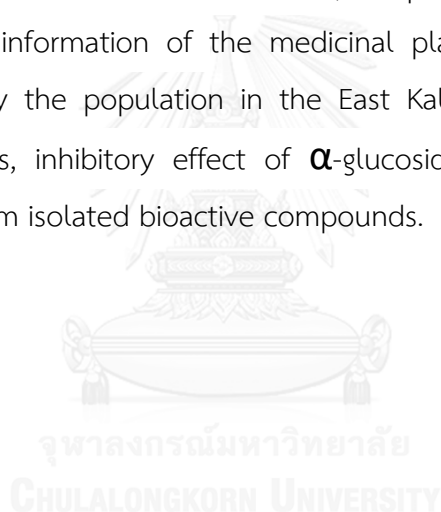 information of the medicinal pla
y the population in the East Kal
s, inhibitory effect of α-glucosid
m isolated bioactive compounds.
จุฬาลงกรณ์มหาวิทยาลัย
CHULALONGKORN UNIVERSITY